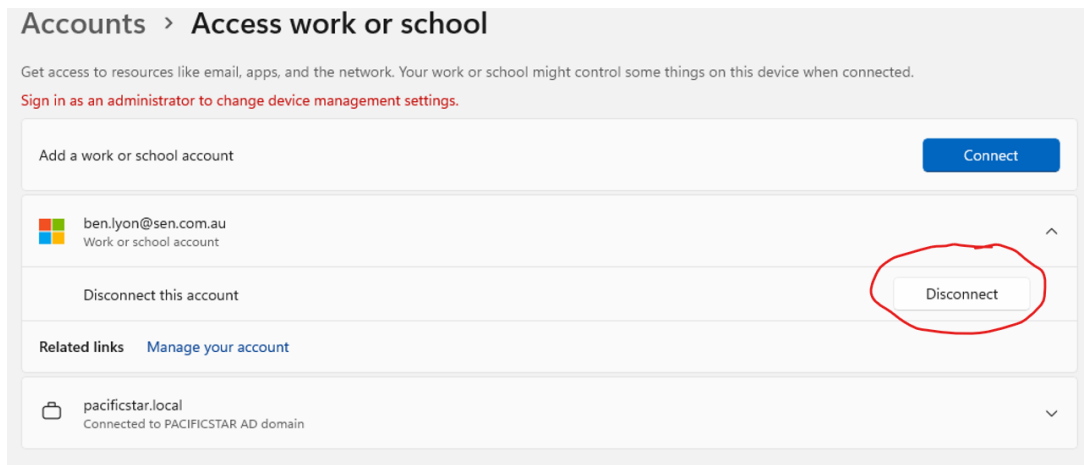 Accounts > Access work or school
Get access to resources like email, apps, and the network. Your work or school might control some things on this device when connected.
Sign in as an administrator to change device management settings.
Add a work or school account
Connect
ben.lyon@sen.com.au
Work or school account
Disconnect this account
Disconnect
Related links Manage your account
pacificstar.local
Connected to PACIFICSTAR AD domain